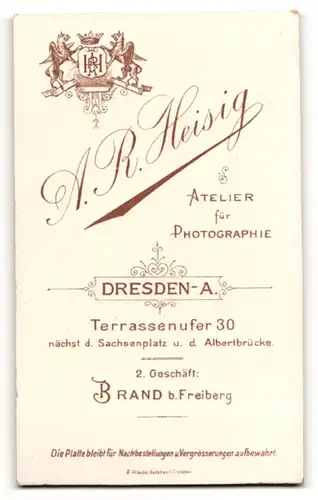 A. R. Heisig
ATELIER
für
PHOTOGRAPHIE
DRESDEN-A.
Terrassenufer 30
nächst d. Sachsenplatz u. d. Albertbrücke.
2. Geschäft:
BRAND b. Freiberg
Die Platte bleibt für Nachbestellungen u. Vergrösserungen aufbewahrt.